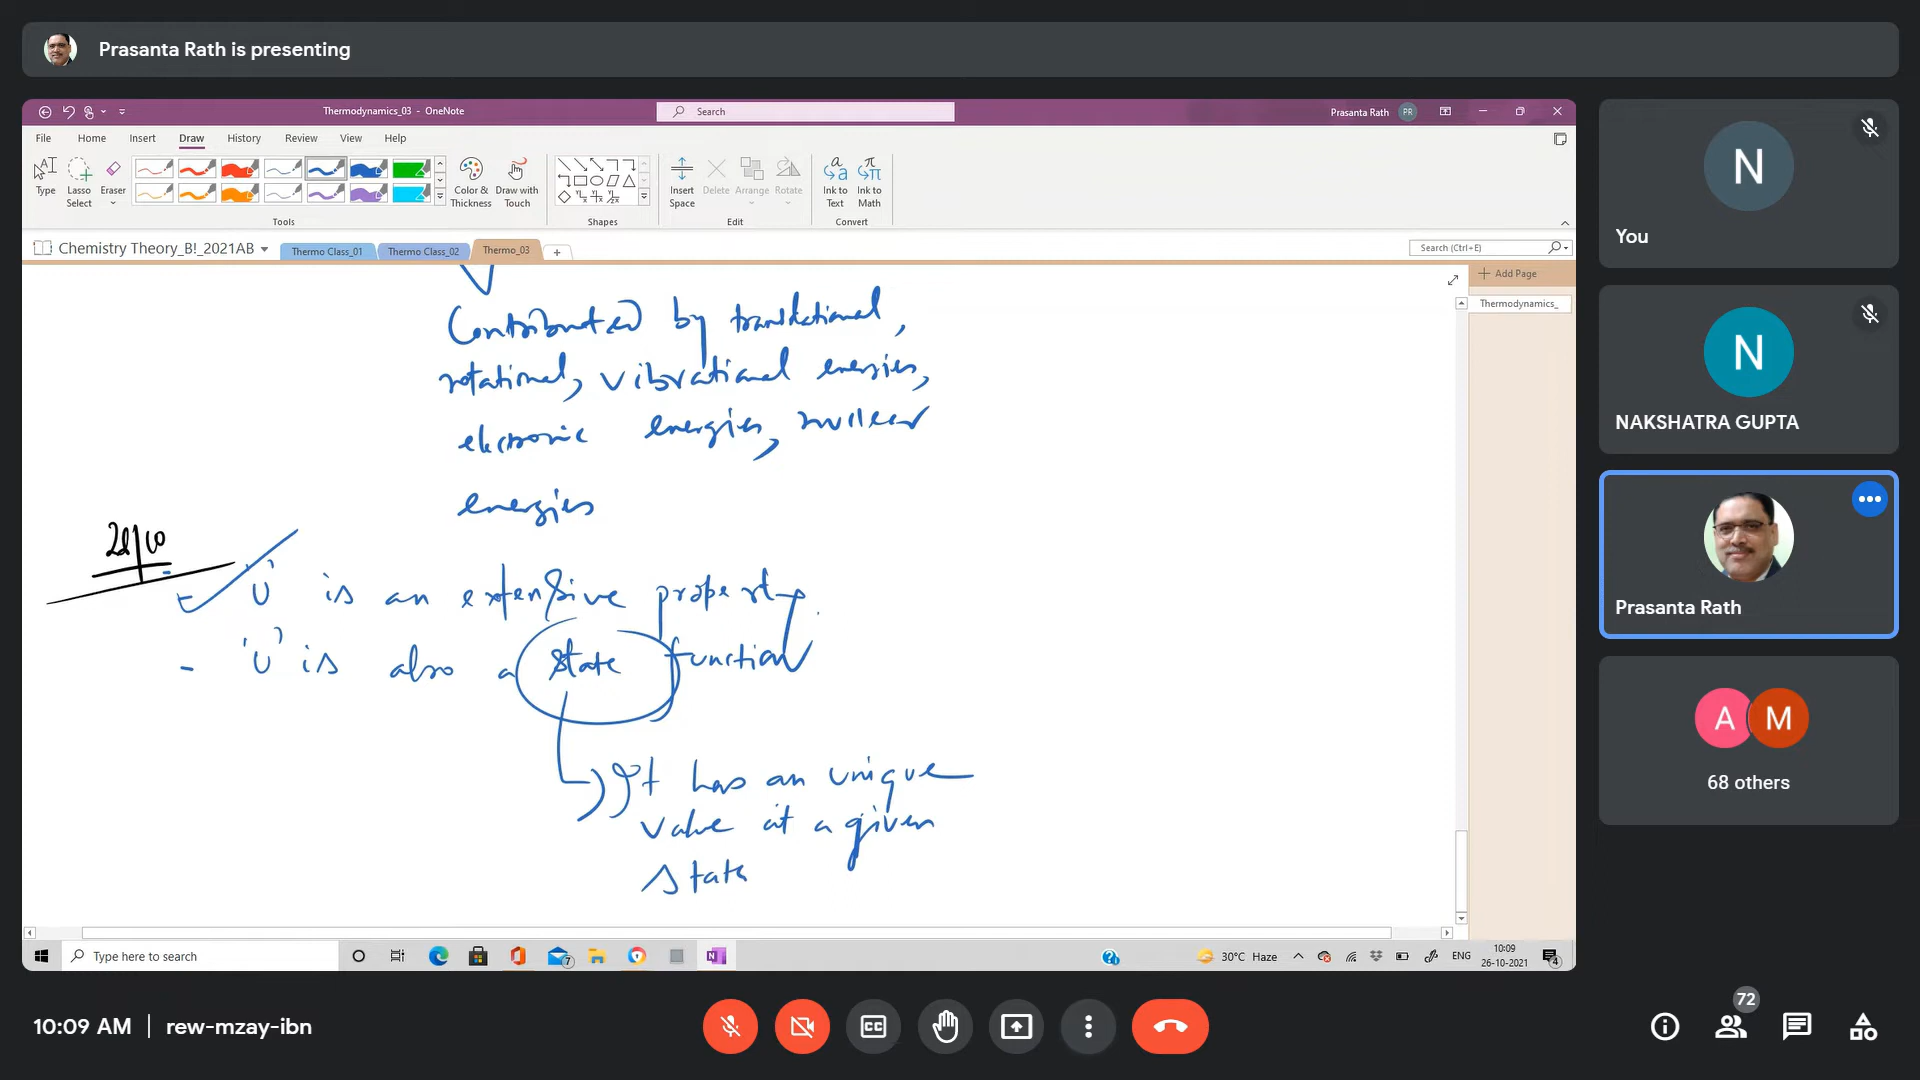 Prasanta Rath is presenting
Thermodynamics_03 - OneNote
Search
Prasanta Rath PR
File Home Insert Draw History Review View Help
Type
Lasso Select
Eraser
Color & Thickness
Draw with Touch
Insert Space
Delete
Arrange
Rotate
Ink to Text
Ink to Math
Tools
Shapes
Edit
Convert
Chemistry Theory_B!_2021AB
Thermo Class_01
Thermo Class_02
Thermo_03
Search (Ctrl+E)
Add Page
Thermodynamics_
Contributed by translational,
rotational, vibrational energies,
electronic energies, nuclear
energies
- 'U' is an extensive property.
- 'U' is also a state function
It has an unique
value at a given
state
Type here to search
7
30°C Haze
ENG
10:09
26-10-2021
4
N
You
N
NAKSHATRA GUPTA
Prasanta Rath
A M
68 others
10:09 AM | rew-mzay-ibn
72